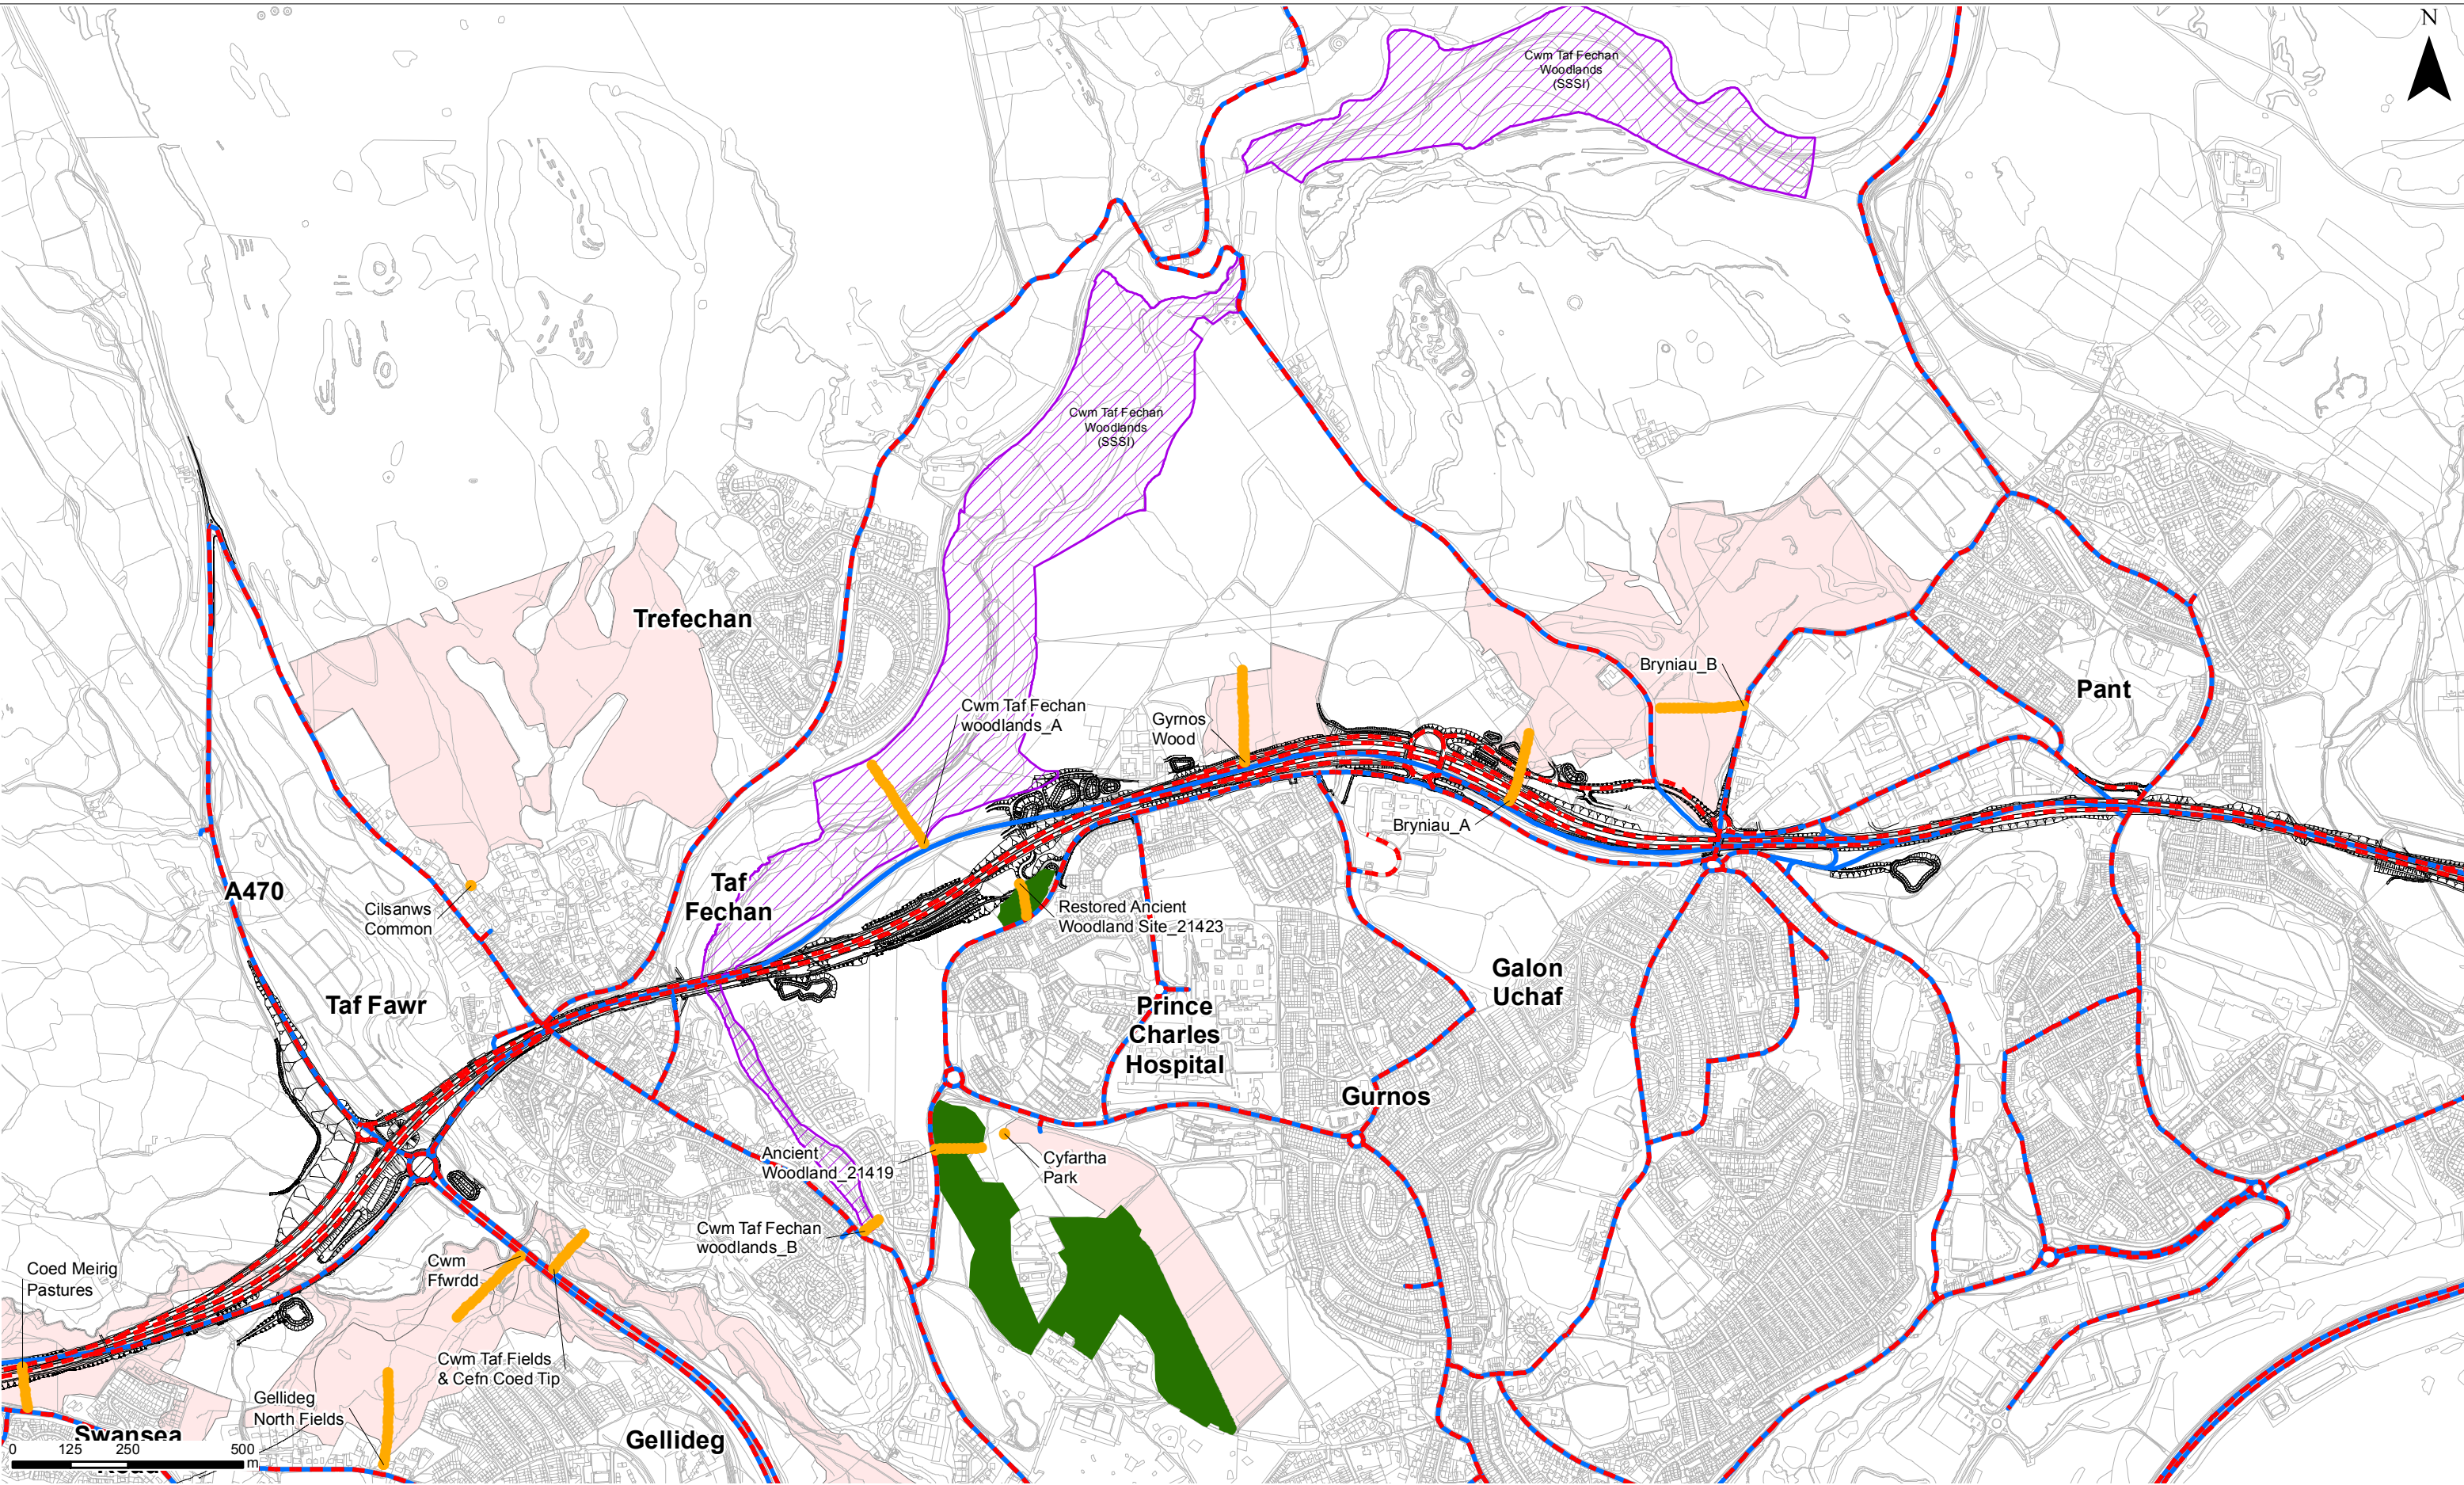 N
Cwm Taf Fechan
Woodlands
(SSSI)
Cwm Taf Fechan
Woodlands
(SSSI)
Trefechan
Bryniau_B
Pant
Cwm Taf Fechan
woodlands_A
Gyrnos
Wood
Bryniau_A
A470
Cilsanws
Common
Taf
Fechan
Restored Ancient
Woodland Site_21423
Galon
Uchaf
Taf Fawr
Prince
Charles
Hospital
Gurnos
Ancient
Woodland_21419
Cyfartha
Park
Cwm Taf Fechan
woodlands_B
Coed Meirig
Pastures
Cwm
Ffwrdd
Cwm Taf Fields
& Cefn Coed Tip
Gellideg
North Fields
Swansea
Gellideg
0 125 250 500
m